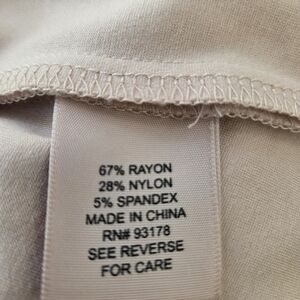 67% RAYON
28% NYLON
5% SPANDEX
MADE IN CHINA
RN# 93178
SEE REVERSE
FOR CARE